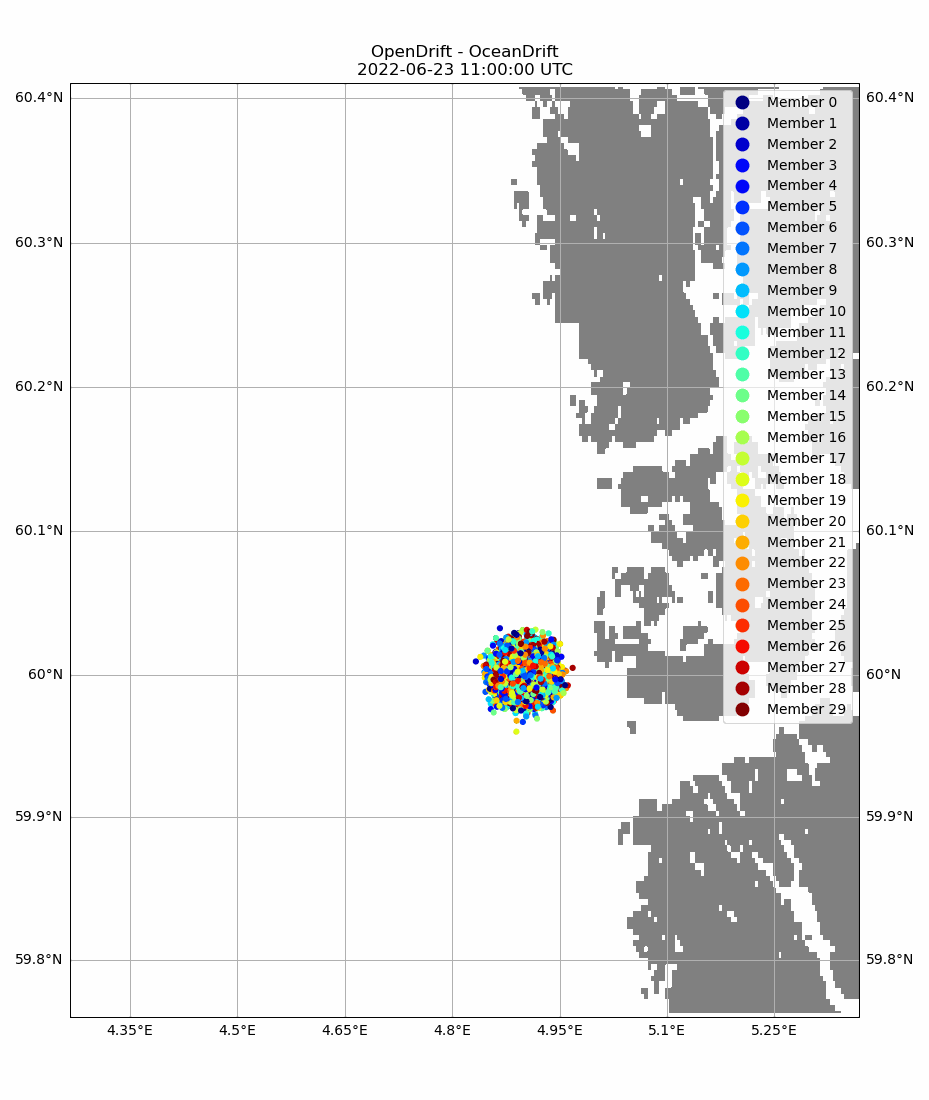 OpenDrift - OceanDrift
2022-06-23 11:00:00 UTC
60.4°N
60.3°N
60.2°N
60.1°N
60°N
59.9°N
59.8°N
60.4°N
60.3°N
60.2°N
60.1°N
60°N
59.9°N
59.8°N
Member 0
Member 1
Member 2
Member 3
Member 4
Member 5
Member 6
Member 7
Member 8
Member 9
Member 10
Member 11
Member 12
Member 13
Member 14
Member 15
Member 16
Member 17
Member 18
Member 19
Member 20
Member 21
Member 22
Member 23
Member 24
Member 25
Member 26
Member 27
Member 28
Member 29
4.35°E 4.5°E 4.65°E 4.8°E 4.95°E 5.1°E 5.25°E